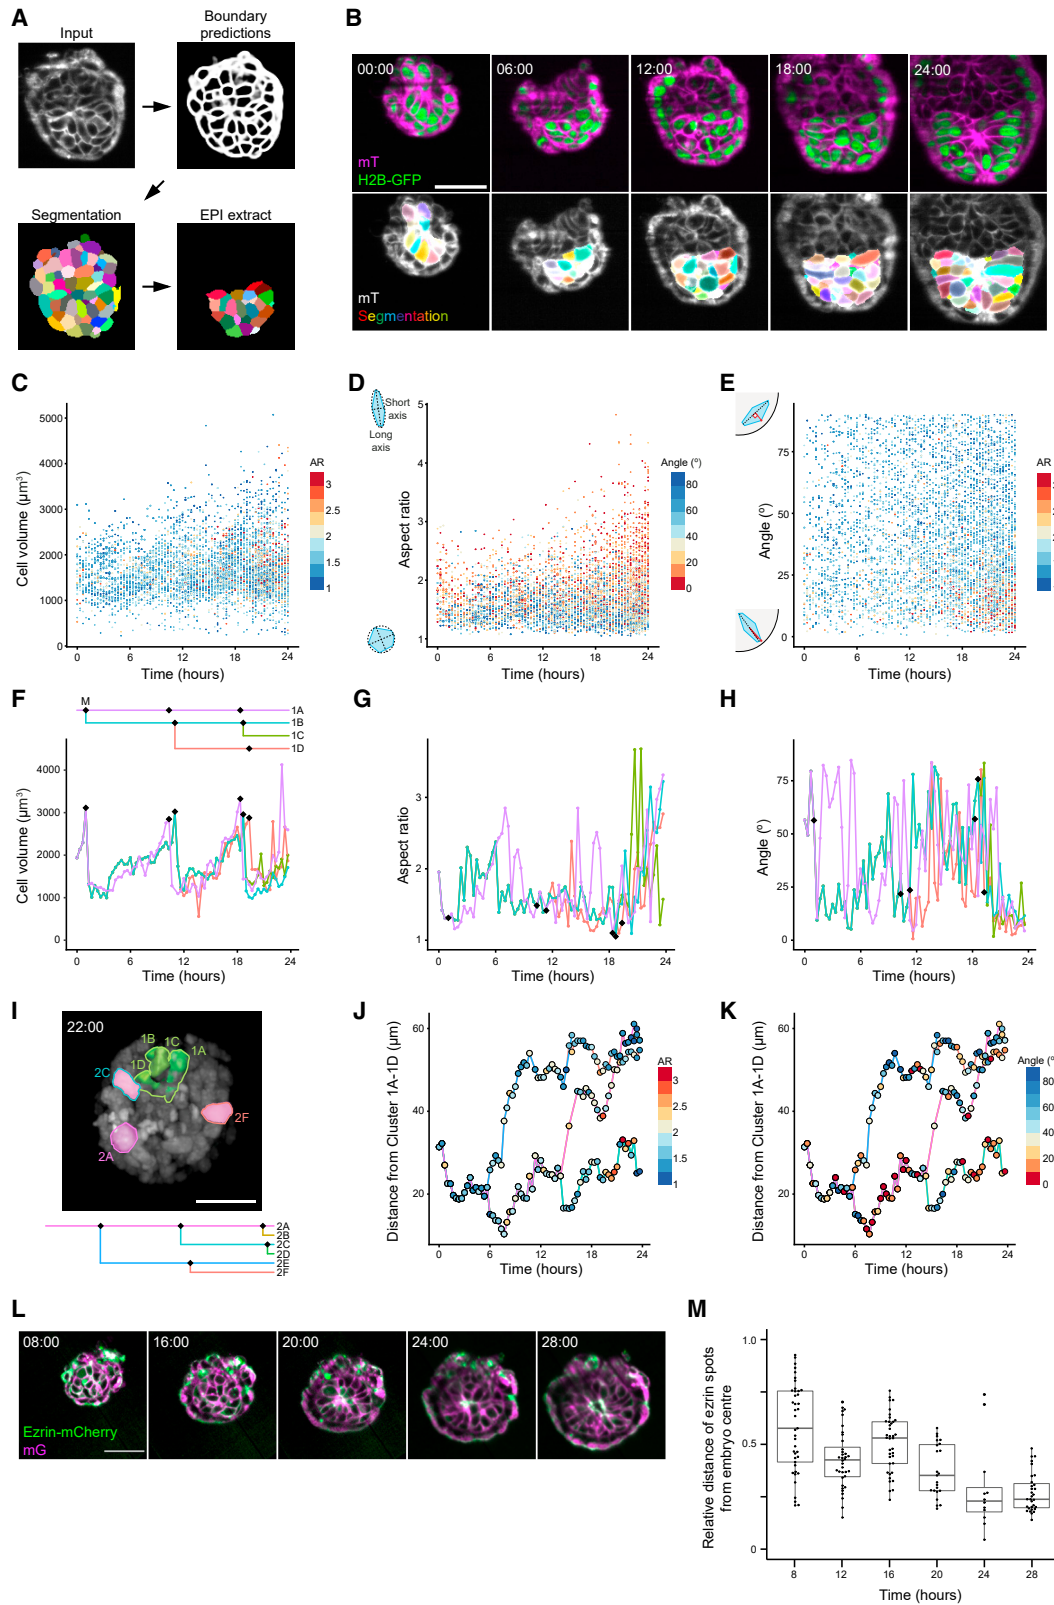 A
Input
Boundary
predictions
Segmentation
EPI extract
B
00:00
06:00
12:00
18:00
24:00
mT
H2B-GFP
mT
Segmentation
C
Cell volume (µm³)
5000
4000
3000
2000
1000
0
0
6
12
18
24
Time (hours)
AR
3
2.5
2
1.5
1
D
Short
axis
Long
axis
Aspect ratio
5
4
3
2
1
0
6
12
18
24
Time (hours)
Angle (º)
80
60
40
20
0
E
Angle (º)
75
50
25
0
0
6
12
18
24
Time (hours)
AR
F
M
1A
1B
1C
1D
Cell volume (µm³)
4000
3000
2000
1000
0
0
6
12
18
24
Time (hours)
G
Aspect ratio
3
2
1
0
6
12
18
24
Time (hours)
H
Angle (º)
75
50
25
0
0
6
12
18
24
Time (hours)
I
22:00
1B
1C
1A
1D
2C
2F
2A
2A
2B
2C
2D
2E
2F
J
Distance from Cluster 1A-1D (µm)
60
40
20
0
6
12
18
24
Time (hours)
AR
3
2.5
2
1.5
1
K
Distance from Cluster 1A-1D (µm)
60
40
20
0
6
12
18
24
Time (hours)
Angle (º
80
60
40
20
0
L
08:00
16:00
20:00
24:00
28:00
Ezrin-mCherry
mG
M
Relative distance of ezrin spots
from embryo centre
1.0
0.5
0
8
12
16
20
24
28
Time (hours)